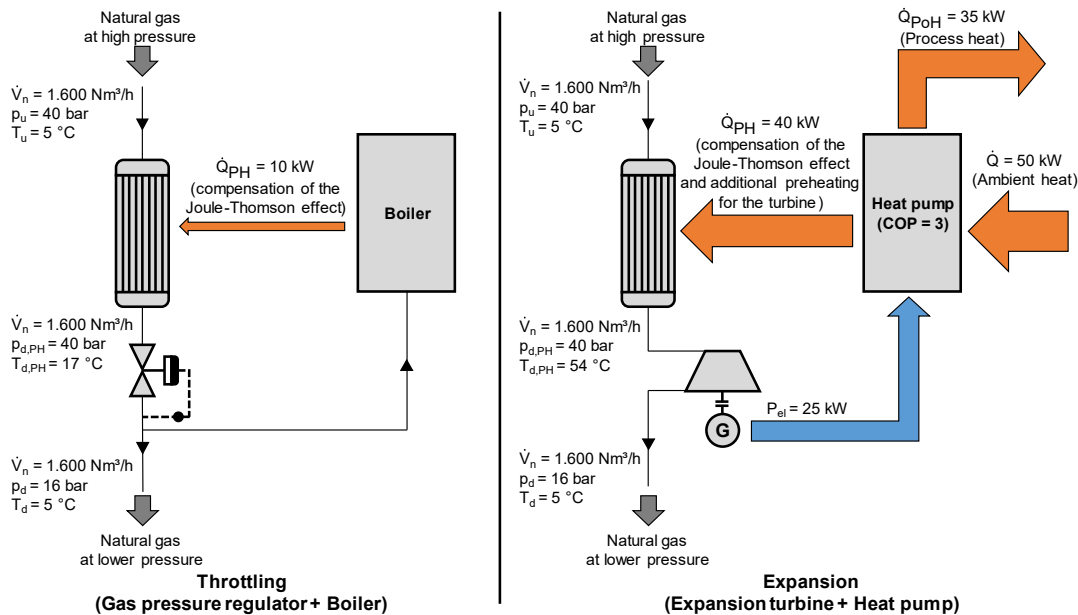 Natural gas
at high pressure
V̇n = 1.600 Nm³/h
pu = 40 bar
Tu = 5 °C
Q̇PH = 10 kW
(compensation of the
Joule-Thomson effect)
Boiler
V̇n = 1.600 Nm³/h
pd,PH = 40 bar
Td,PH = 17 °C
V̇n = 1.600 Nm³/h
pd = 16 bar
Td = 5 °C
Natural gas
at lower pressure
Throttling
(Gas pressure regulator + Boiler)
Natural gas
at high pressure
Q̇PoH = 35 kW
(Process heat)
V̇n = 1.600 Nm³/h
pu = 40 bar
Tu = 5 °C
Q̇PH = 40 kW
(compensation of the
Joule-Thomson effect
and additional preheating
for the turbine)
Heat pump
(COP = 3)
Q̇ = 50 kW
(Ambient heat)
V̇n = 1.600 Nm³/h
pd,PH = 40 bar
Td,PH = 54 °C
G
Pel = 25 kW
V̇n = 1.600 Nm³/h
pd = 16 bar
Td = 5 °C
Natural gas
at lower pressure
Expansion
(Expansion turbine + Heat pump)